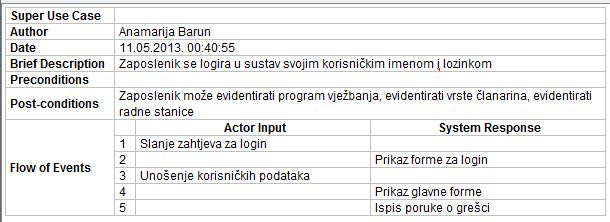 Super Use Case
Author Anamarija Barun
Date 11.05.2013. 00:40:55
Brief Description Zaposlenik se logira u sustav svojim korisničkim imenom i lozinkom
Preconditions
Post-conditions Zaposlenik može evidentirati program vježbanja, evidentirati vrste članarina, evidentirati
radne stanice
Flow of Events
Actor Input System Response
1 Slanje zahtjeva za login
2 Prikaz forme za login
3 Unošenje korisničkih podataka
4 Prikaz glavne forme
5 Ispis poruke o grešci